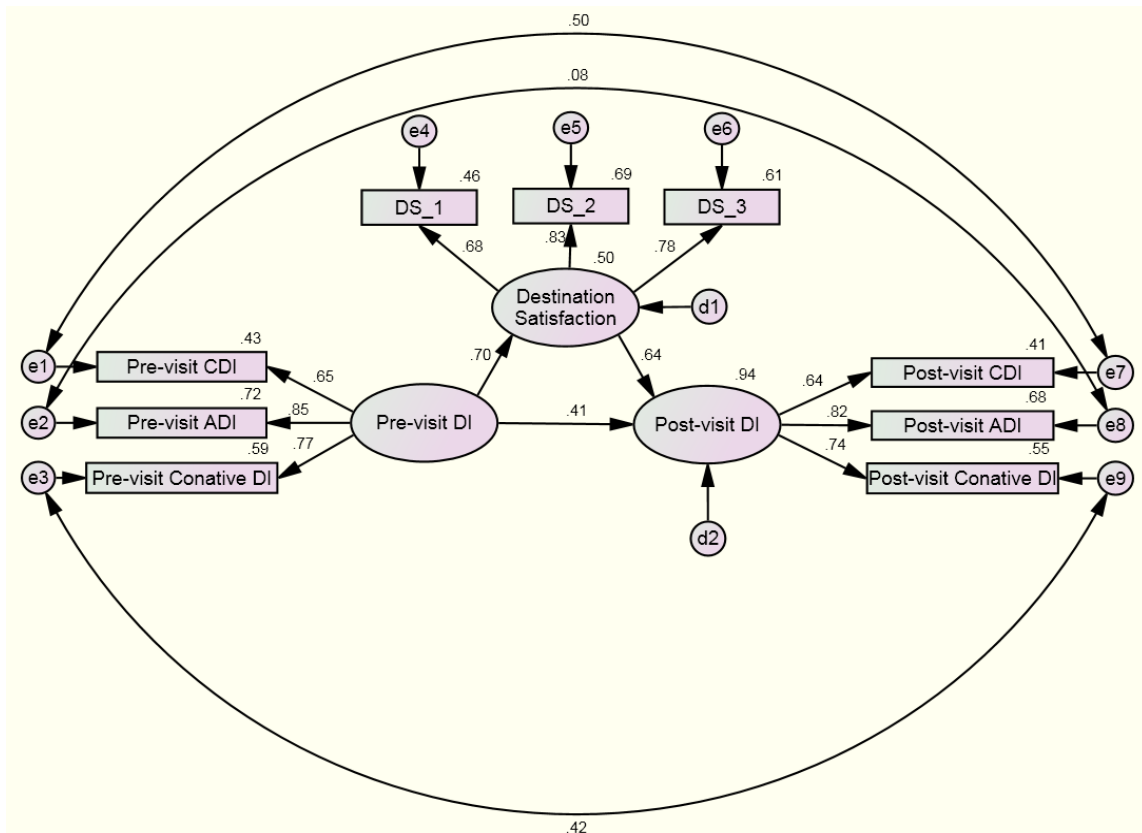 .50
.08
e4
e5
e6
.46
.69
.61
DS_1
DS_2
DS_3
.68
.83
.78
.50
Destination
Satisfaction
d1
.70
.64
e1
.43
Pre-visit CDI
.65
e2
.72
Pre-visit ADI
.85
e3
.59
Pre-visit Conative DI
.77
Pre-visit DI
.41
.94
Post-visit DI
d2
.64
.41
Post-visit CDI
e7
.82
.68
Post-visit ADI
e8
.74
.55
Post-visit Conative DI
e9
.42